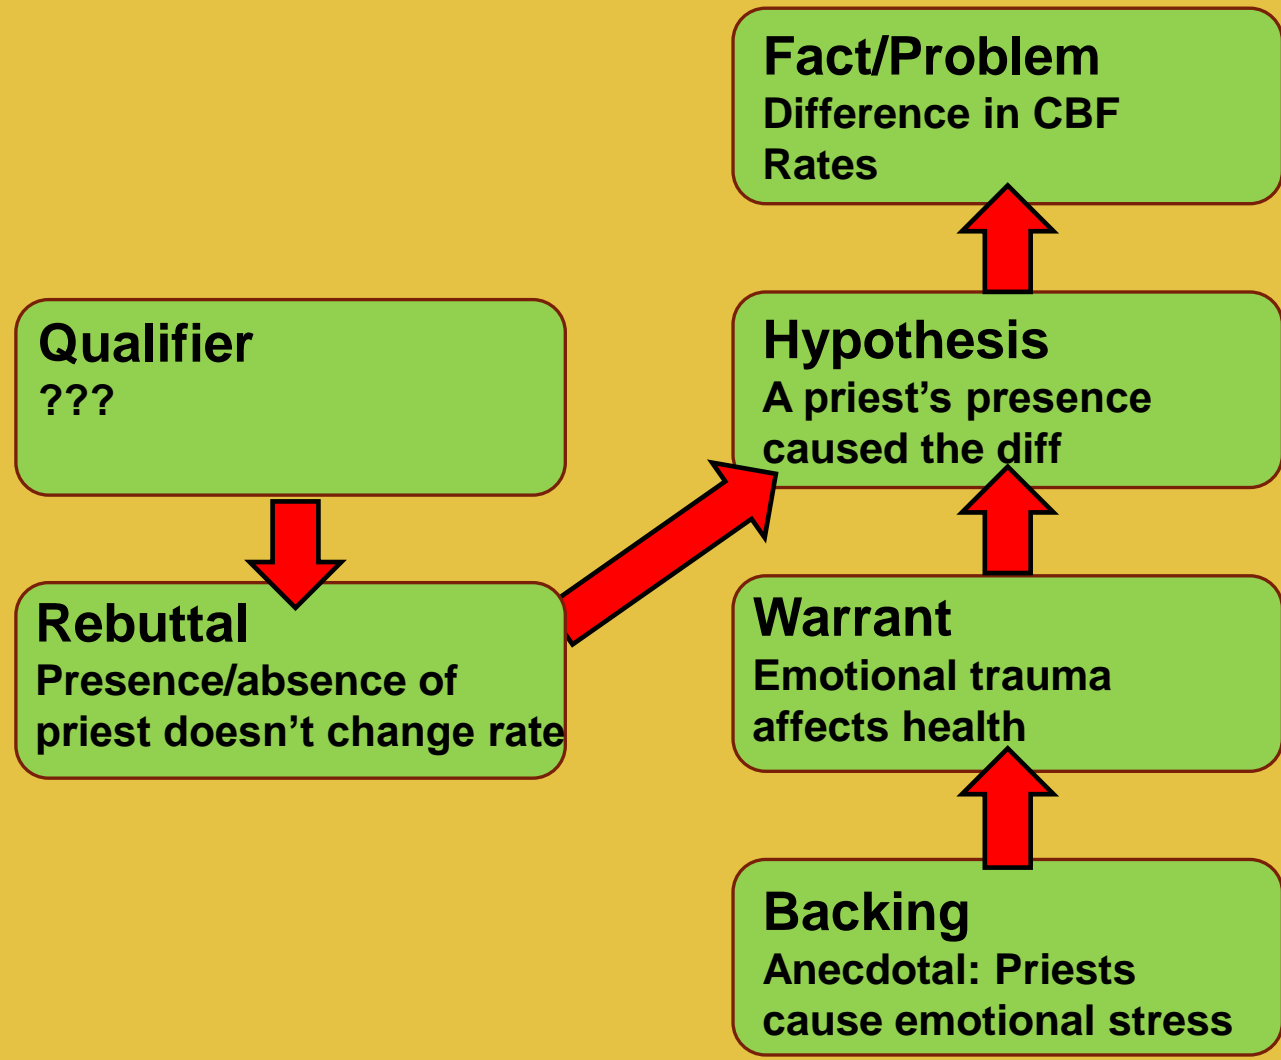 Fact/Problem
Difference in CBF
Rates
Qualifier
???
Hypothesis
A priest’s presence
caused the diff
Rebuttal
Presence/absence of
priest doesn’t change rate
Warrant
Emotional trauma
affects health
Backing
Anecdotal: Priests
cause emotional stress